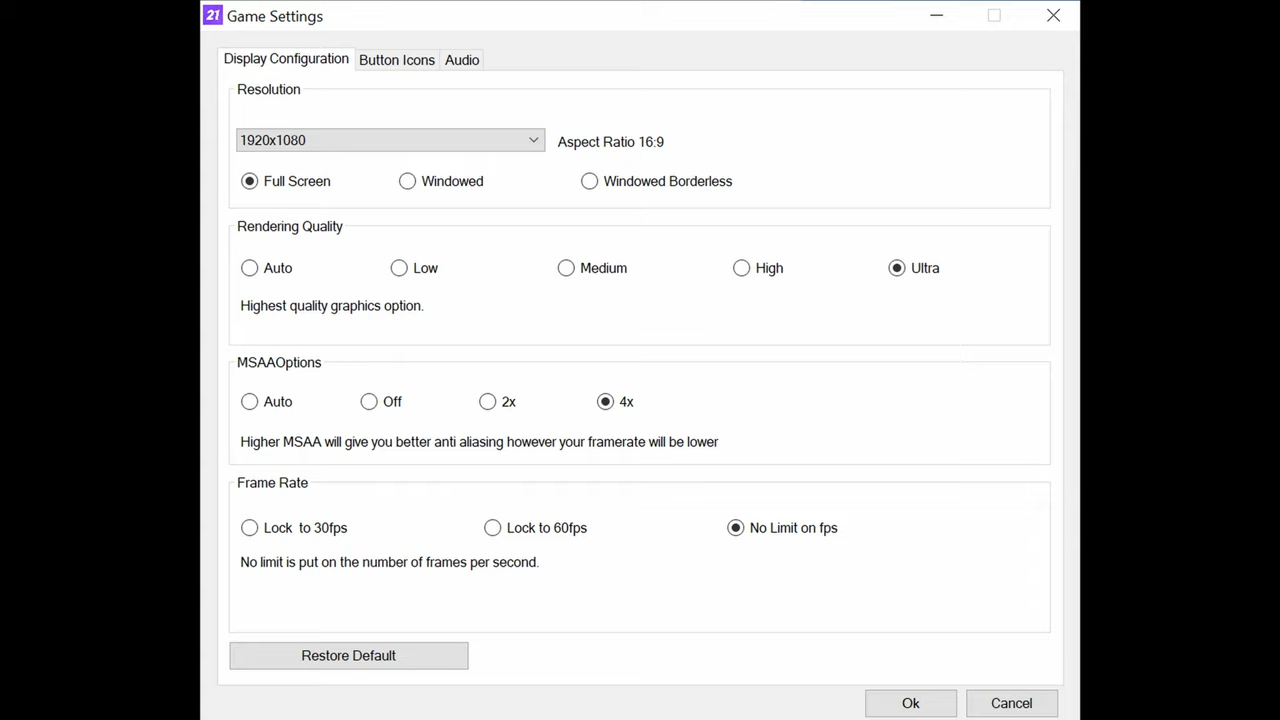 21 Game Settings
Display Configuration Button Icons Audio
Resolution
1920x1080 Aspect Ratio 16:9
Full Screen Windowed Windowed Borderless
Rendering Quality
Auto Low Medium High Ultra
Highest quality graphics option.
MSAAOptions
Auto Off 2x 4x
Higher MSAA will give you better anti aliasing however your framerate will be lower
Frame Rate
Lock to 30fps Lock to 60fps No Limit on fps
No limit is put on the number of frames per second.
Restore Default
Ok Cancel